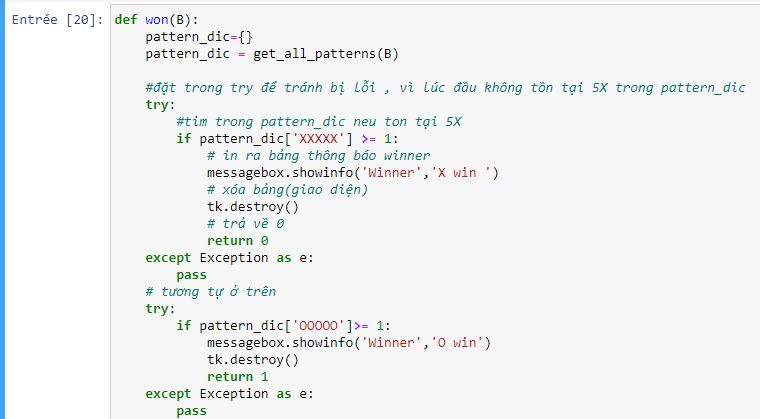 Entrée [20]: def won(B):
    pattern_dic={}
    pattern_dic = get_all_patterns(B)
    #đặt trong try để tránh bị lỗi , vì lúc đầu không tồn tại 5X trong pattern_dic
    try:
        #tìm trong pattern_dic neu ton tại 5X
        if pattern_dic['XXXXX'] >= 1:
            # in ra bảng thông báo winner
            messagebox.showinfo('Winner','X win ')
            # xóa bảng(giao diện)
            tk.destroy()
            # trả về 0
            return 0
    except Exception as e:
        pass
    # tương tự ở trên
    try:
        if pattern_dic['OOOOO']>= 1:
            messagebox.showinfo('Winner','O win')
            tk.destroy()
            return 1
    except Exception as e:
        pass